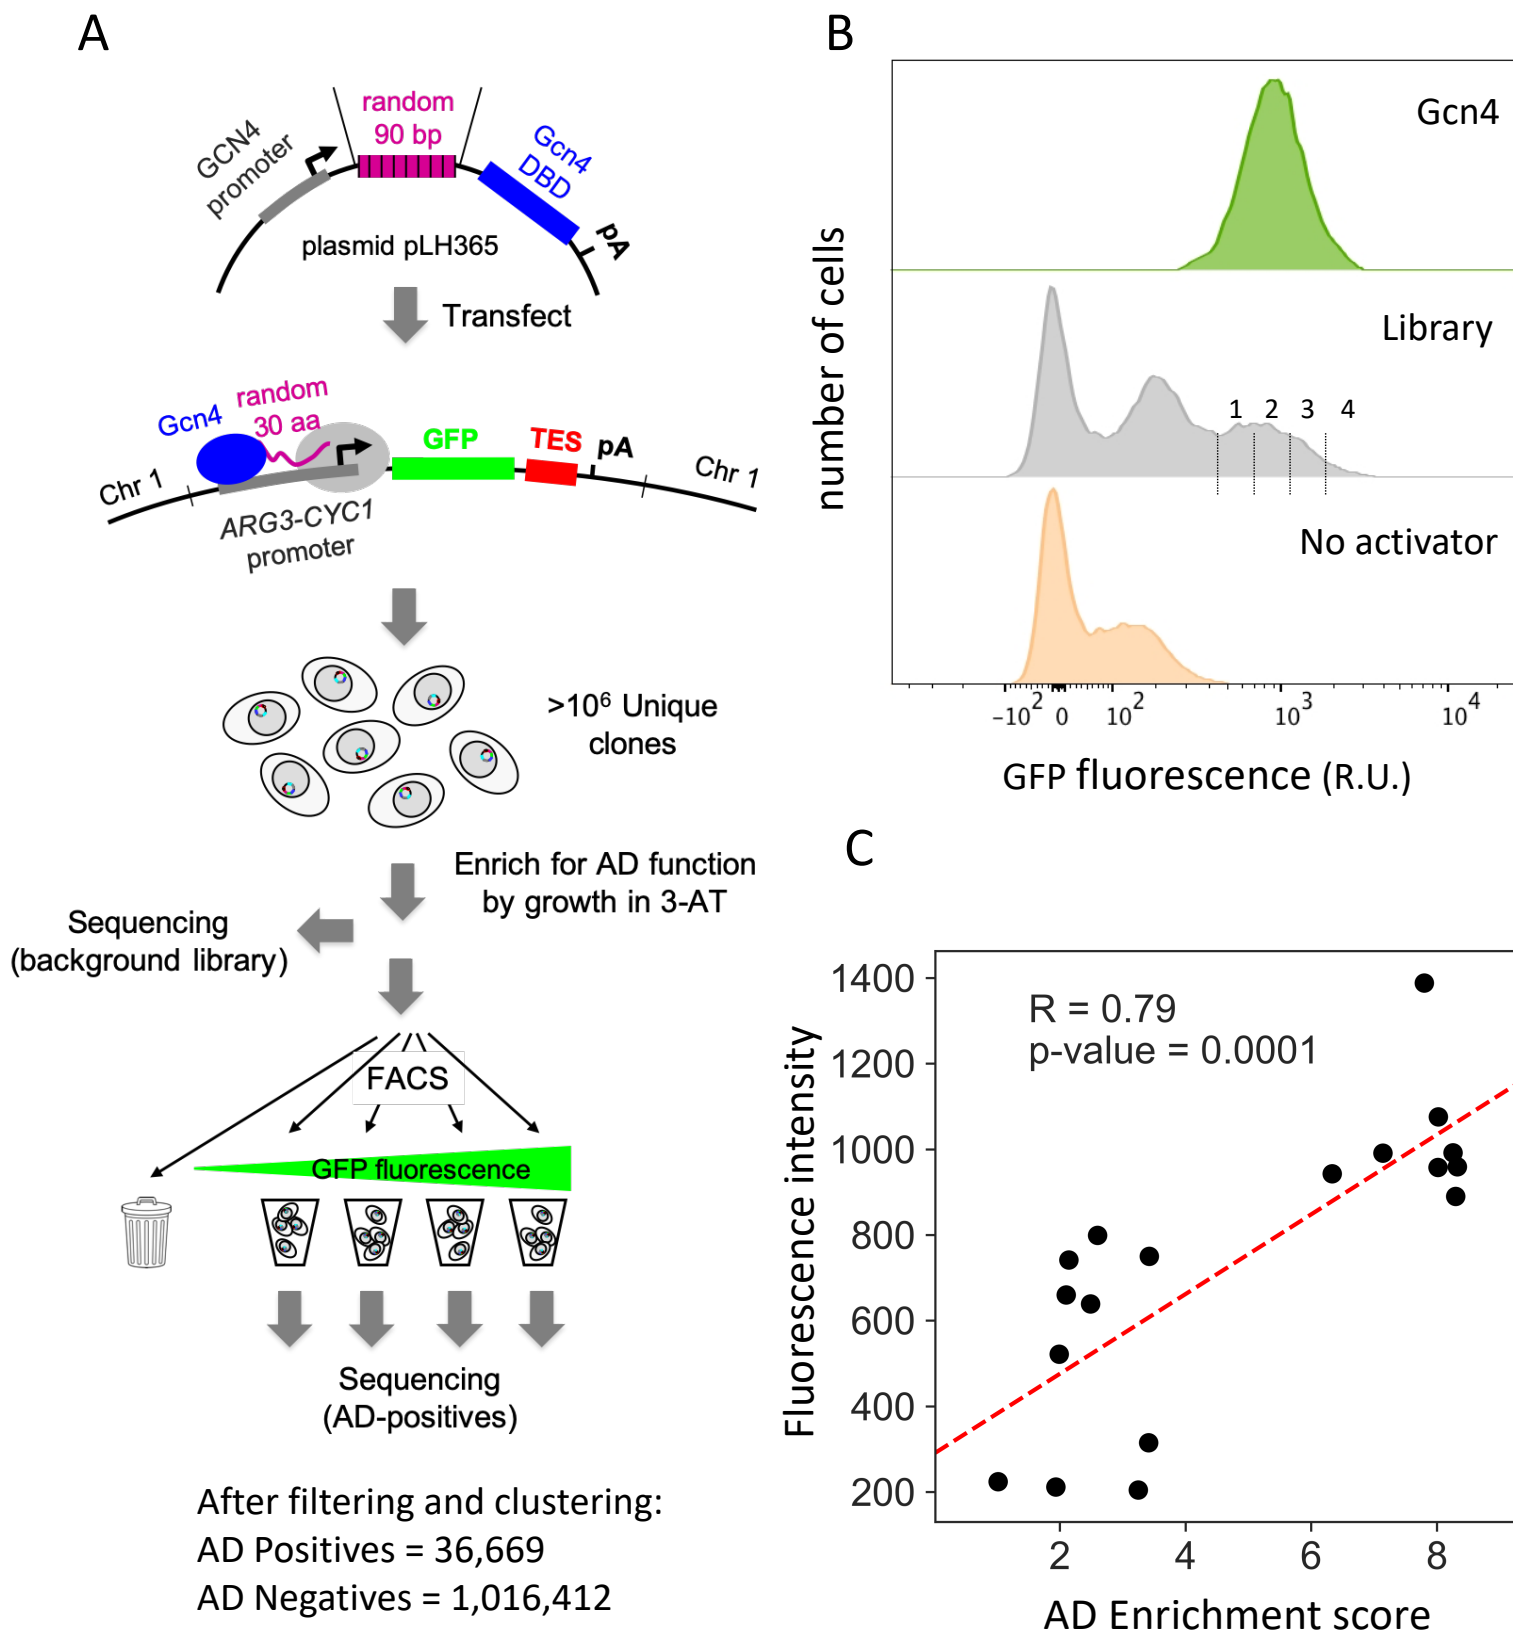 A
random
90 bp
GCN4
promoter
Gcn4
DBD
pA
plasmid pLH365
Transfect
Gcn4
random
30 aa
GFP
TES
pA
Chr 1
Chr 1
ARG3-CYC1
promoter
>10⁶ Unique
clones
Enrich for AD function
by growth in 3-AT
Sequencing
(background library)
FACS
GFP fluorescence
Sequencing
(AD-positives)
After filtering and clustering:
AD Positives = 36,669
AD Negatives = 1,016,412
B
Gcn4
Library
1 2 3 4
No activator
number of cells
−10² 0 10² 10³ 10⁴
GFP fluorescence (R.U.)
C
R = 0.79
p-value = 0.0001
Fluorescence intensity
1400
1200
1000
800
600
400
200
2 4 6 8
AD Enrichment score